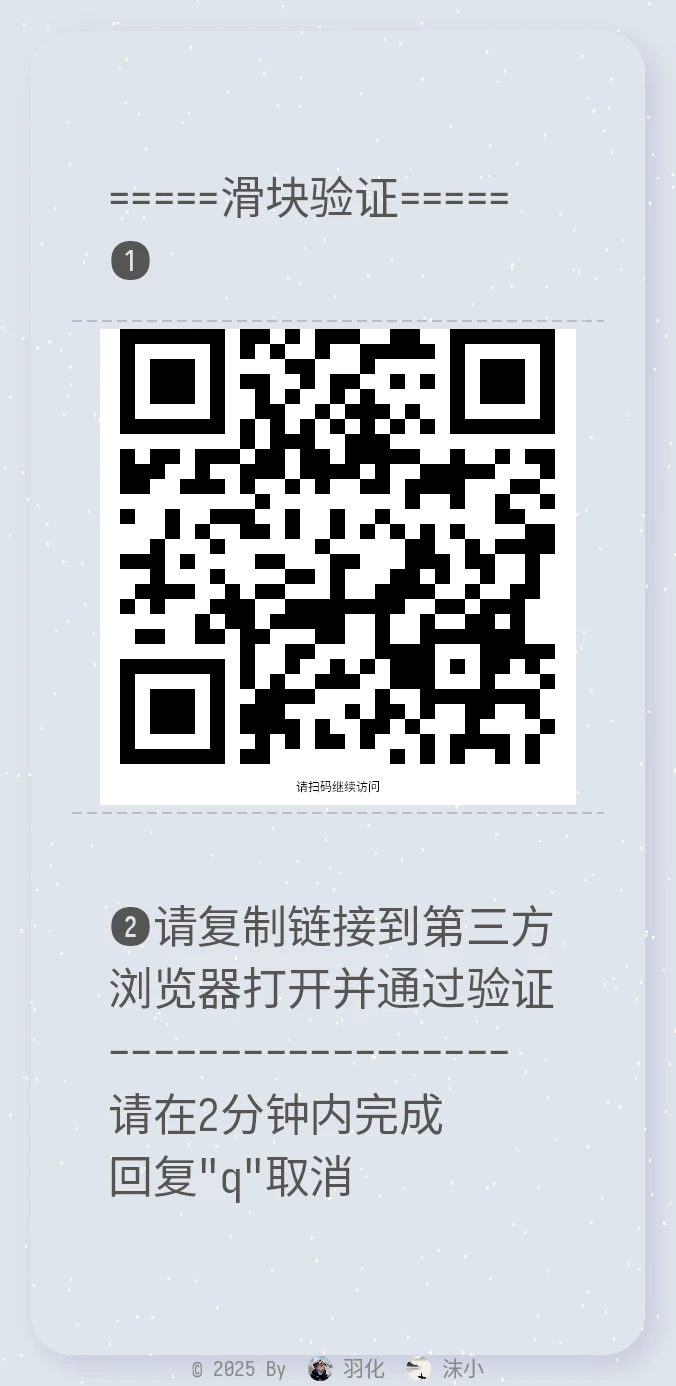 =====滑块验证=====
❶
请扫码继续访问
❷请复制链接到第三方
浏览器打开并通过验证
------------------
请在2分钟内完成
回复"q"取消
© 2025 By 羽化 沫小